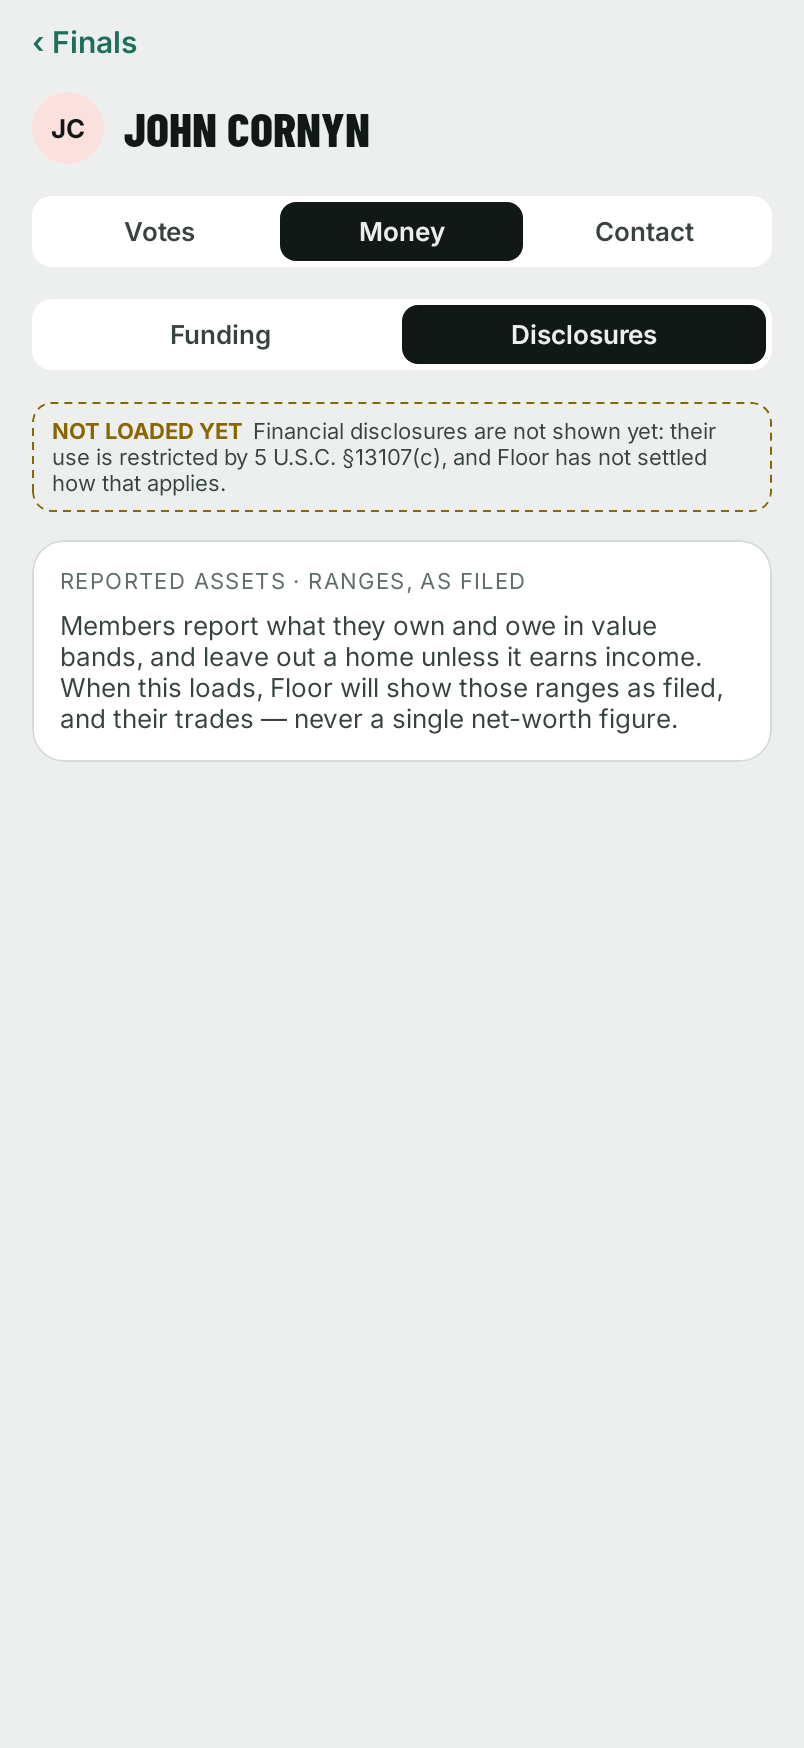 ‹ Finals
JC
JOHN CORNYN
Votes
Money
Contact
Funding
Disclosures
NOT LOADED YET Financial disclosures are not shown yet: their
use is restricted by 5 U.S.C. §13107(c), and Floor has not settled
how that applies.
REPORTED ASSETS · RANGES, AS FILED
Members report what they own and owe in value
bands, and leave out a home unless it earns income.
When this loads, Floor will show those ranges as filed,
and their trades — never a single net-worth figure.